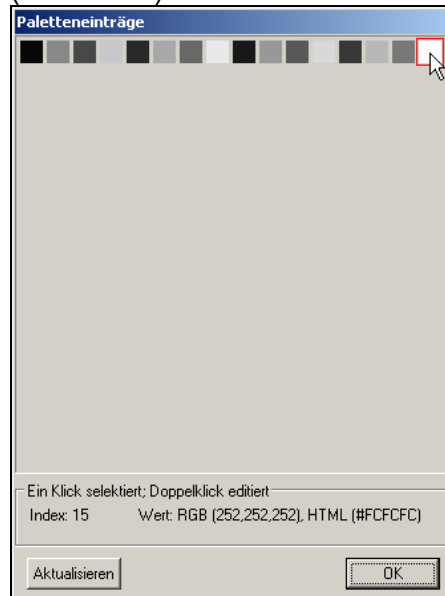 Paletteneinträge
Ein Klick selektiert; Doppelklick editiert
Index: 15 Wert: RGB (252,252,252), HTML (#FCFCFC)
Aktualisieren OK